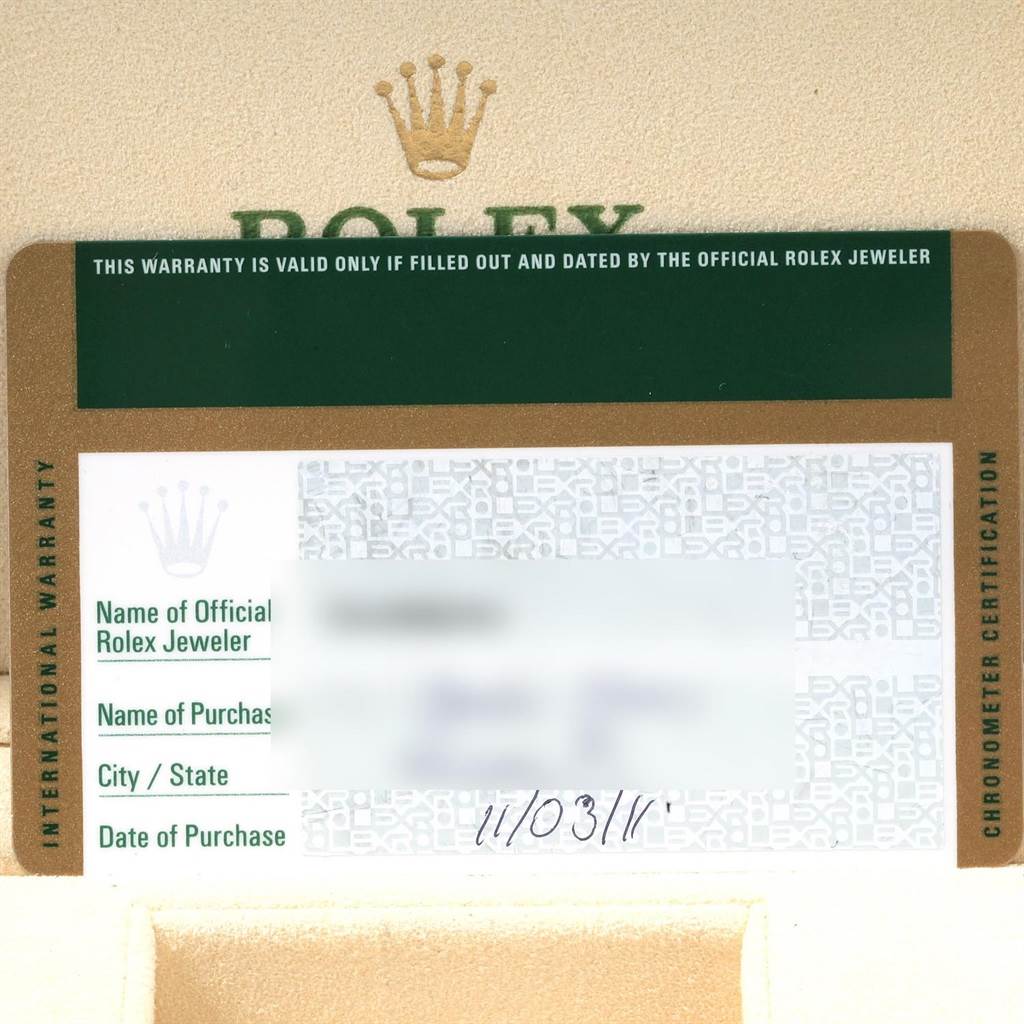 ROLEX
THIS WARRANTY IS VALID ONLY IF FILLED OUT AND DATED BY THE OFFICIAL ROLEX JEWELER
INTERNATIONAL WARRANTY
Name of Official
Rolex Jeweler
Name of Purchas
City / State
Date of Purchase
11/03/11
CHRONOMETER CERTIFICATION